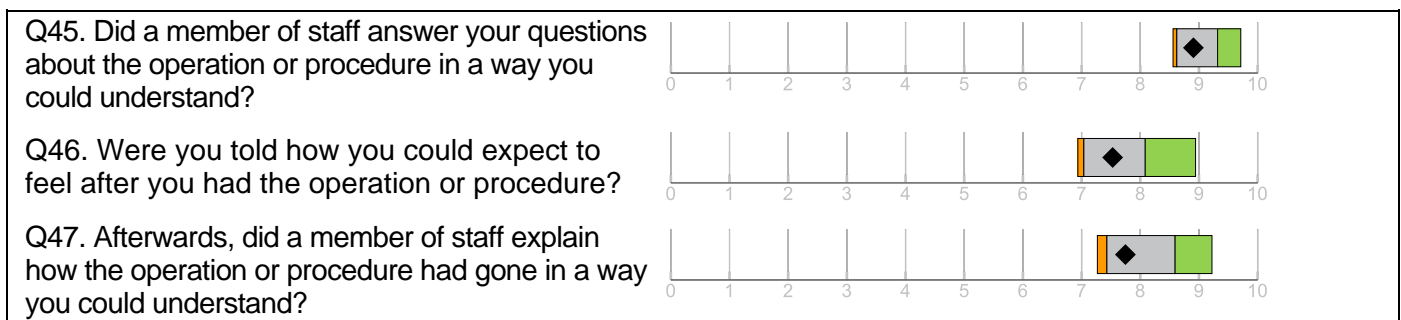 Q45. Did a member of staff answer your questions
about the operation or procedure in a way you
could understand?
0 1 2 3 4 5 6 7 8 9 10
Q46. Were you told how you could expect to
feel after you had the operation or procedure?
0 1 2 3 4 5 6 7 8 9 10
Q47. Afterwards, did a member of staff explain
how the operation or procedure had gone in a way
you could understand?
0 1 2 3 4 5 6 7 8 9 10